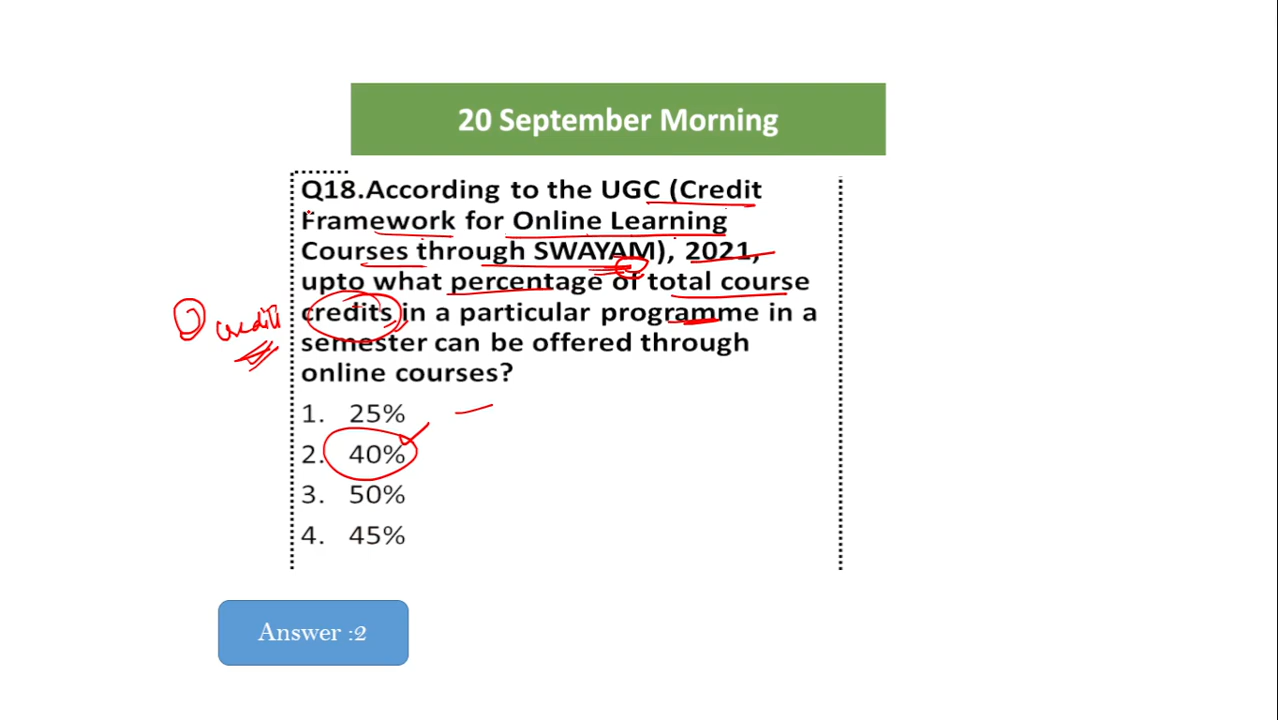 20 September Morning
Q18.According to the UGC (Credit
Framework for Online Learning
Courses through SWAYAM), 2021,
upto what percentage of total course
credits in a particular programme in a
semester can be offered through
online courses?
1. 25%
2. 40%
3. 50%
4. 45%
credit
Answer :2